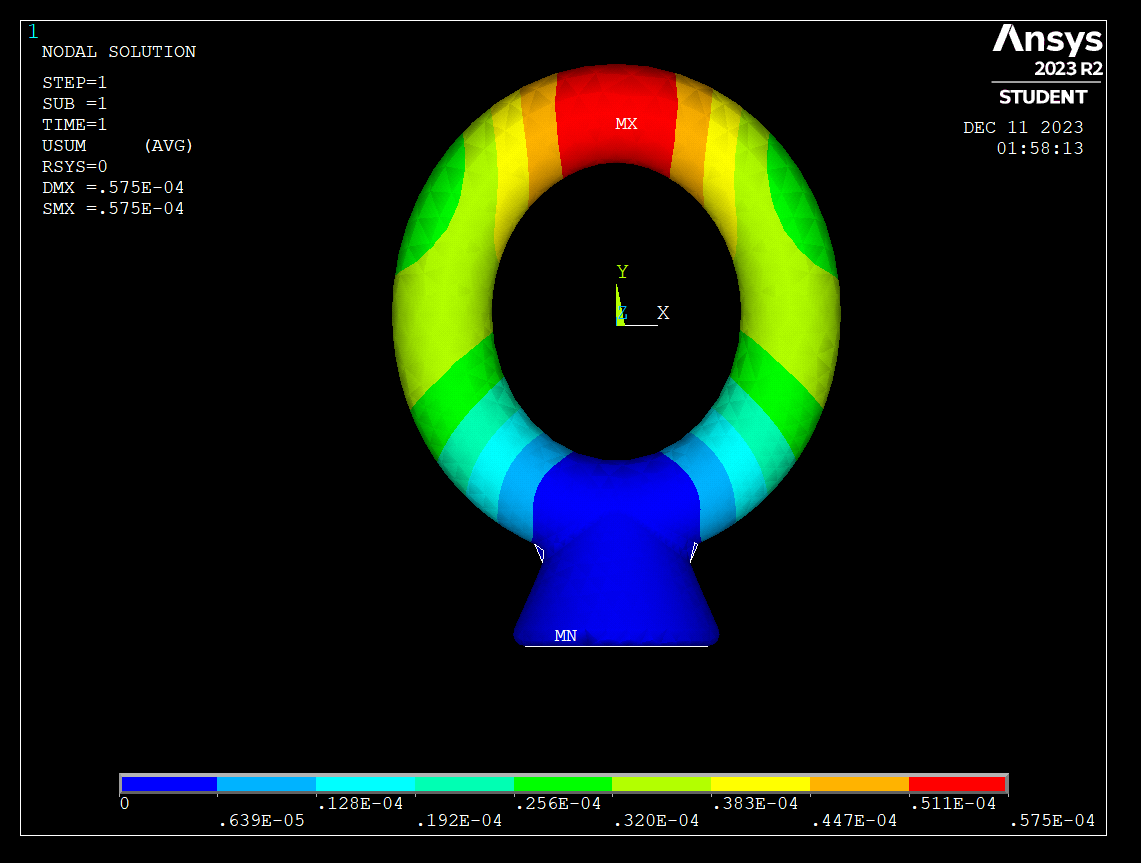 1
NODAL SOLUTION
STEP=1
SUB =1
TIME=1
USUM (AVG)
RSYS=0
DMX =.575E-04
SMX =.575E-04
Ansys
2023 R2
STUDENT
DEC 11 2023
01:58:13
MX
Y
Z X
MN
0 .128E-04 .256E-04 .383E-04 .511E-04
.639E-05 .192E-04 .320E-04 .447E-04 .575E-04